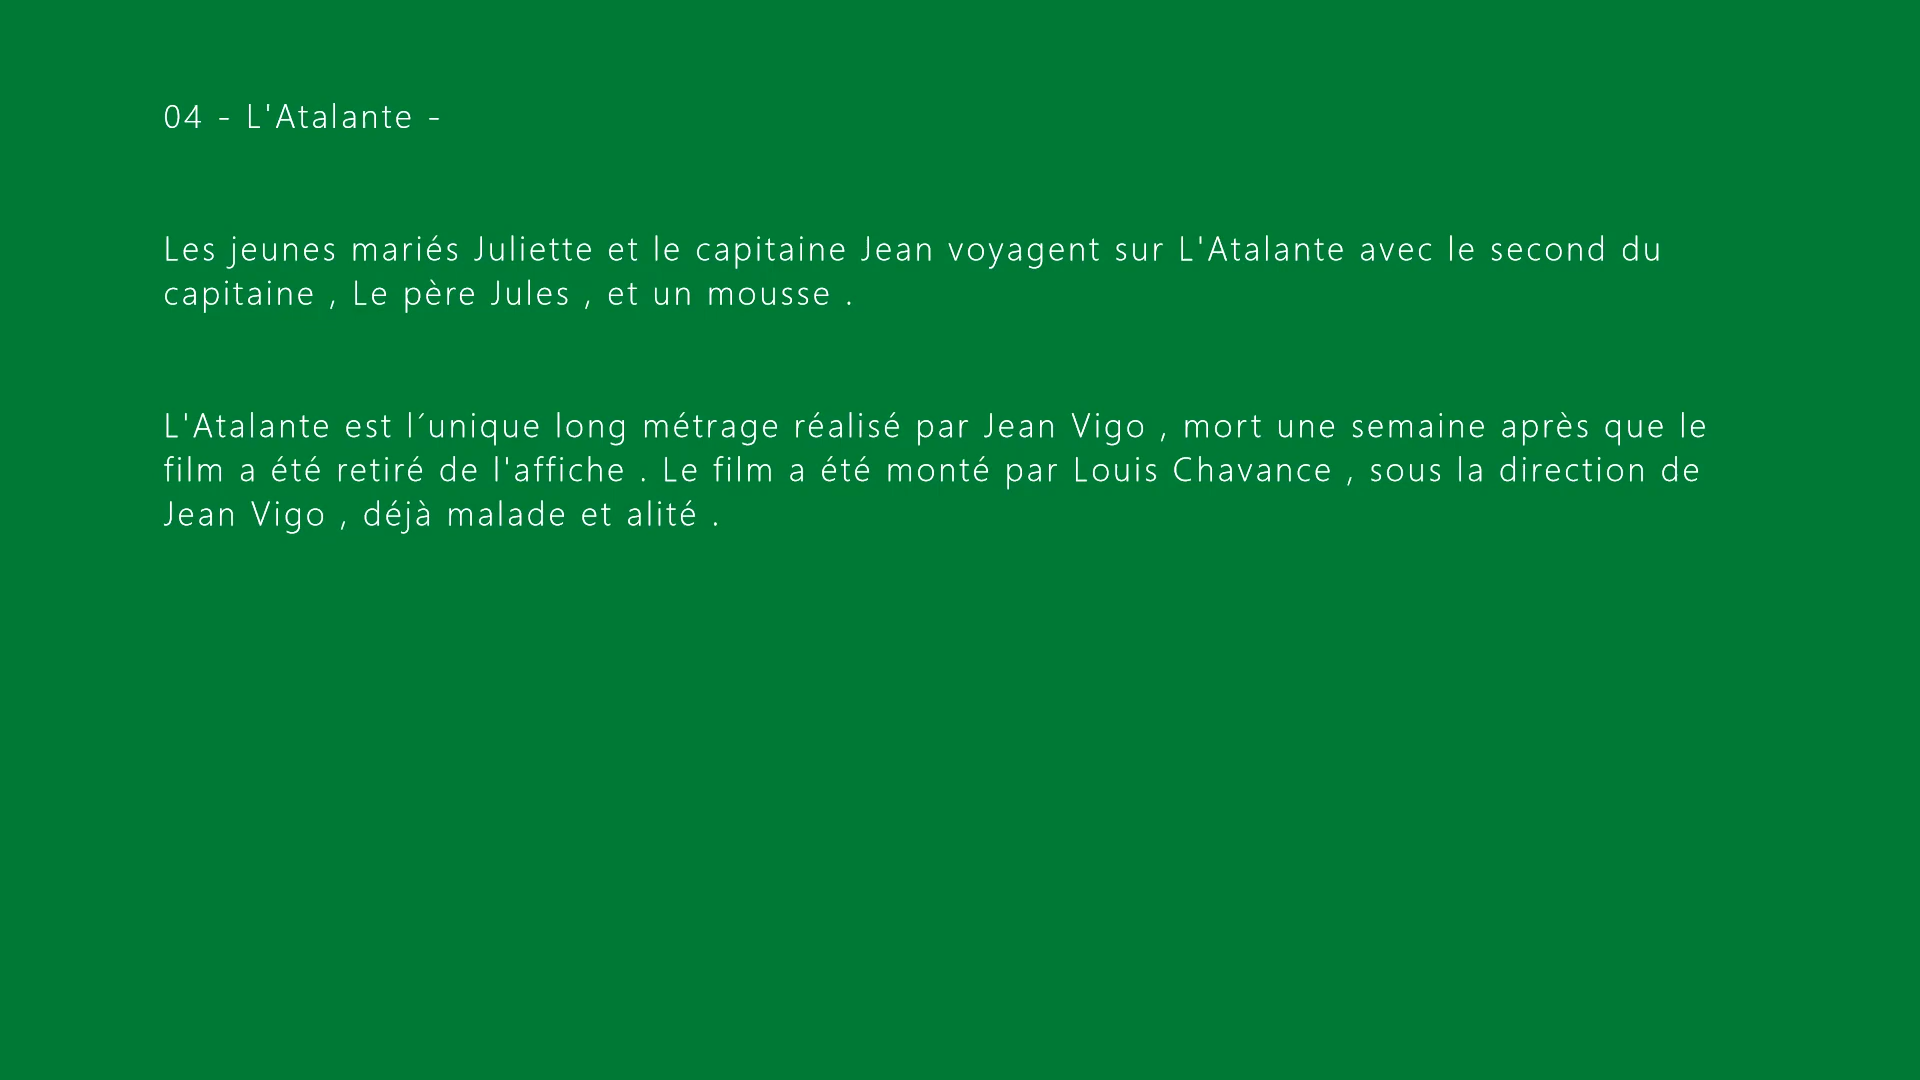 04 - L'Atalante -
Les jeunes mariés Juliette et le capitaine Jean voyagent sur L'Atalante avec le second du
capitaine , Le père Jules , et un mousse .
L'Atalante est l´unique long métrage réalisé par Jean Vigo , mort une semaine après que le
film a été retiré de l'affiche . Le film a été monté par Louis Chavance , sous la direction de
Jean Vigo , déjà malade et alité .